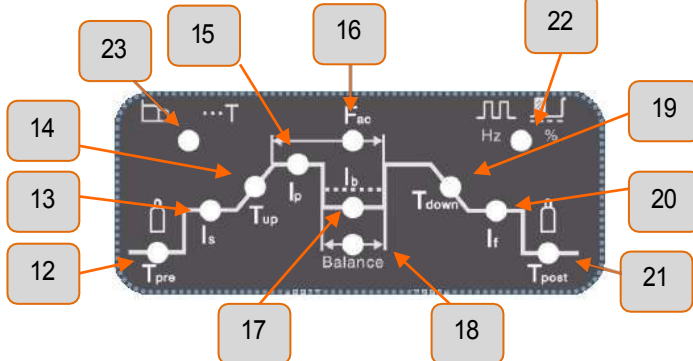 23
15
16
22
14
...T
Fac
Hz
%
19
13
Ip
Ib
Tup
Tdown
20
Is
If
12
Tpre
Balance
Tpost
21
17
18